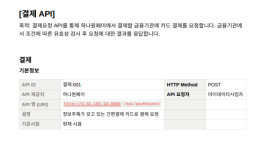 [결제 API]
목적: 결제요청 API를 통해 하나원페이에서 결제할 금융기관에 카드 결제를 요청합니다. 금융기관에
서 조건에 따른 유효성 검사 후 요청에 대한 결과를 응답합니다.
결제
기본정보
API ID 결제-001 HTTP Method POST
API 제공자 하나원페이 API 요청자 마이데이터사업자
API 명 (URI) /api/payRequest
설명 정보주체가 갖고 있는 간편결제 카드로 결제 요청
기준시점 현재 시점